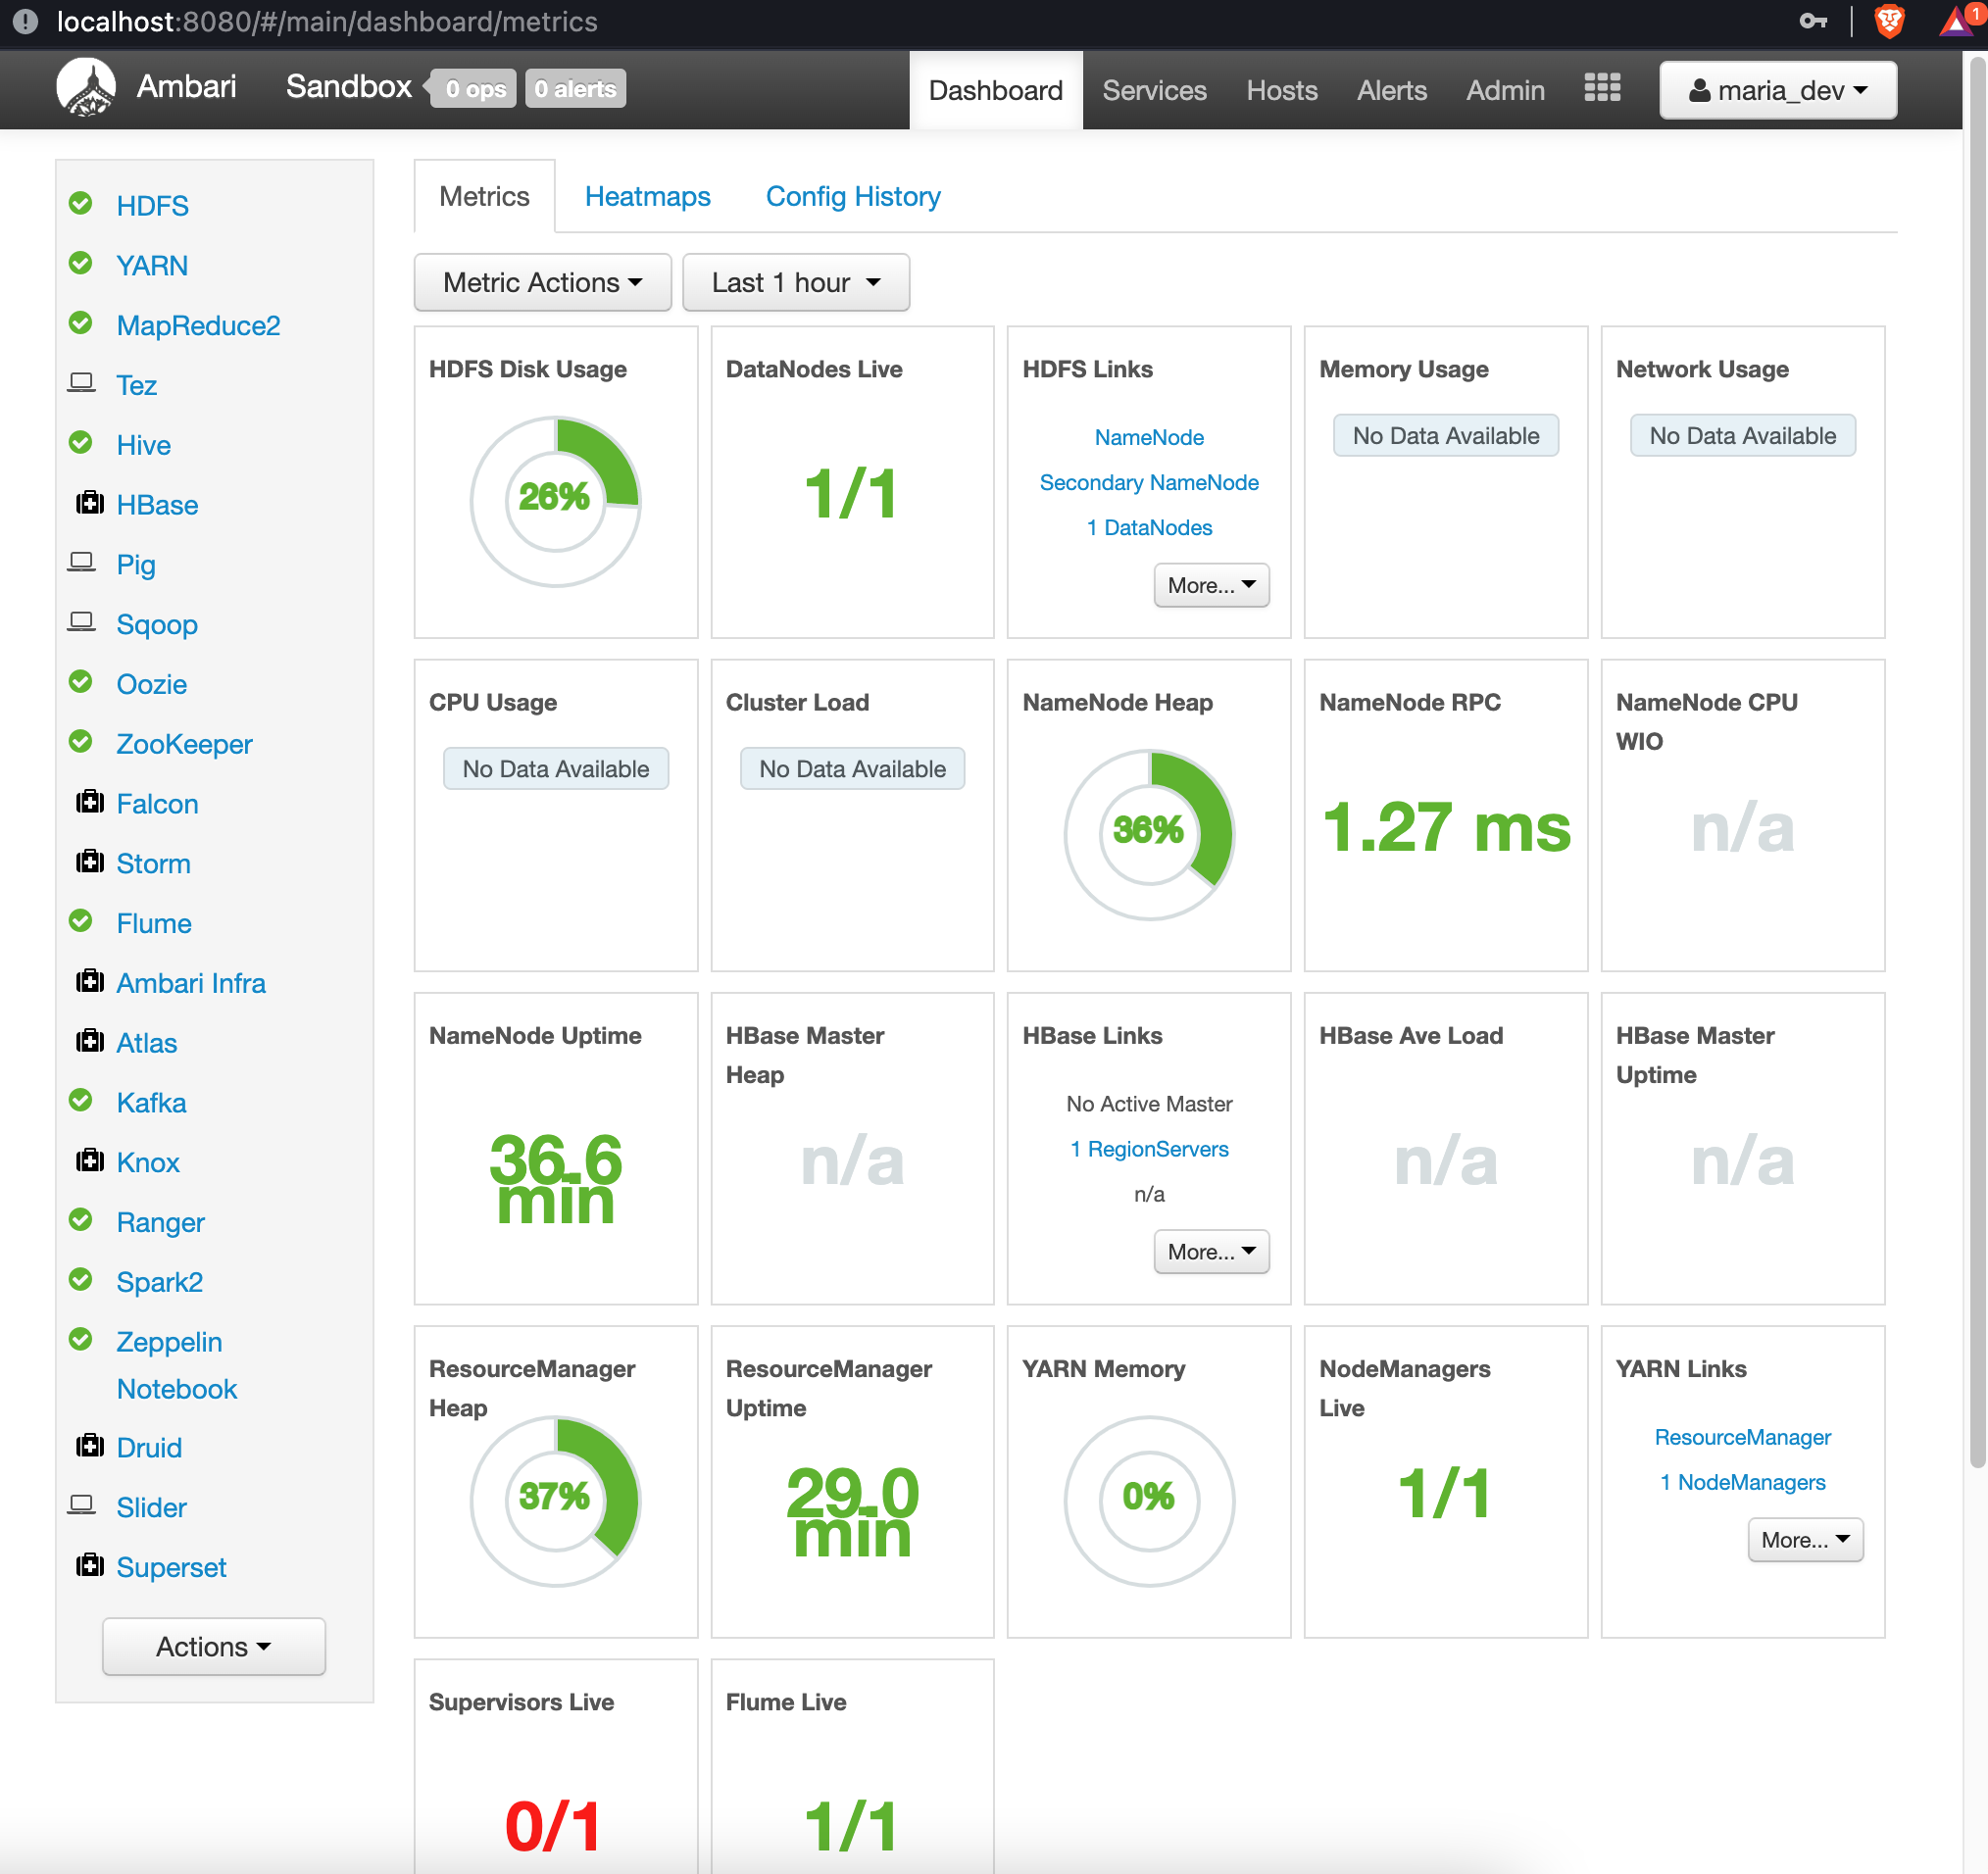 localhost:8080/#/main/dashboard/metrics
1
Ambari
Sandbox
0 ops
0 alerts
Dashboard
Services
Hosts
Alerts
Admin
maria_dev
HDFS
YARN
MapReduce2
Tez
Hive
HBase
Pig
Sqoop
Oozie
ZooKeeper
Falcon
Storm
Flume
Ambari Infra
Atlas
Kafka
Knox
Ranger
Spark2
Zeppelin
Notebook
Druid
Slider
Superset
Actions
Metrics
Heatmaps
Config History
Metric Actions
Last 1 hour
HDFS Disk Usage
26%
DataNodes Live
1/1
HDFS Links
NameNode
Secondary NameNode
1 DataNodes
More...
Memory Usage
No Data Available
Network Usage
No Data Available
CPU Usage
No Data Available
Cluster Load
No Data Available
NameNode Heap
36%
NameNode RPC
1.27 ms
NameNode CPU
WIO
n/a
NameNode Uptime
36.6
min
HBase Master
Heap
n/a
HBase Links
No Active Master
1 RegionServers
n/a
More...
HBase Ave Load
n/a
HBase Master
Uptime
n/a
ResourceManager
Heap
37%
ResourceManager
Uptime
29.0
min
YARN Memory
0%
NodeManagers
Live
1/1
YARN Links
ResourceManager
1 NodeManagers
More...
Supervisors Live
0/1
Flume Live
1/1